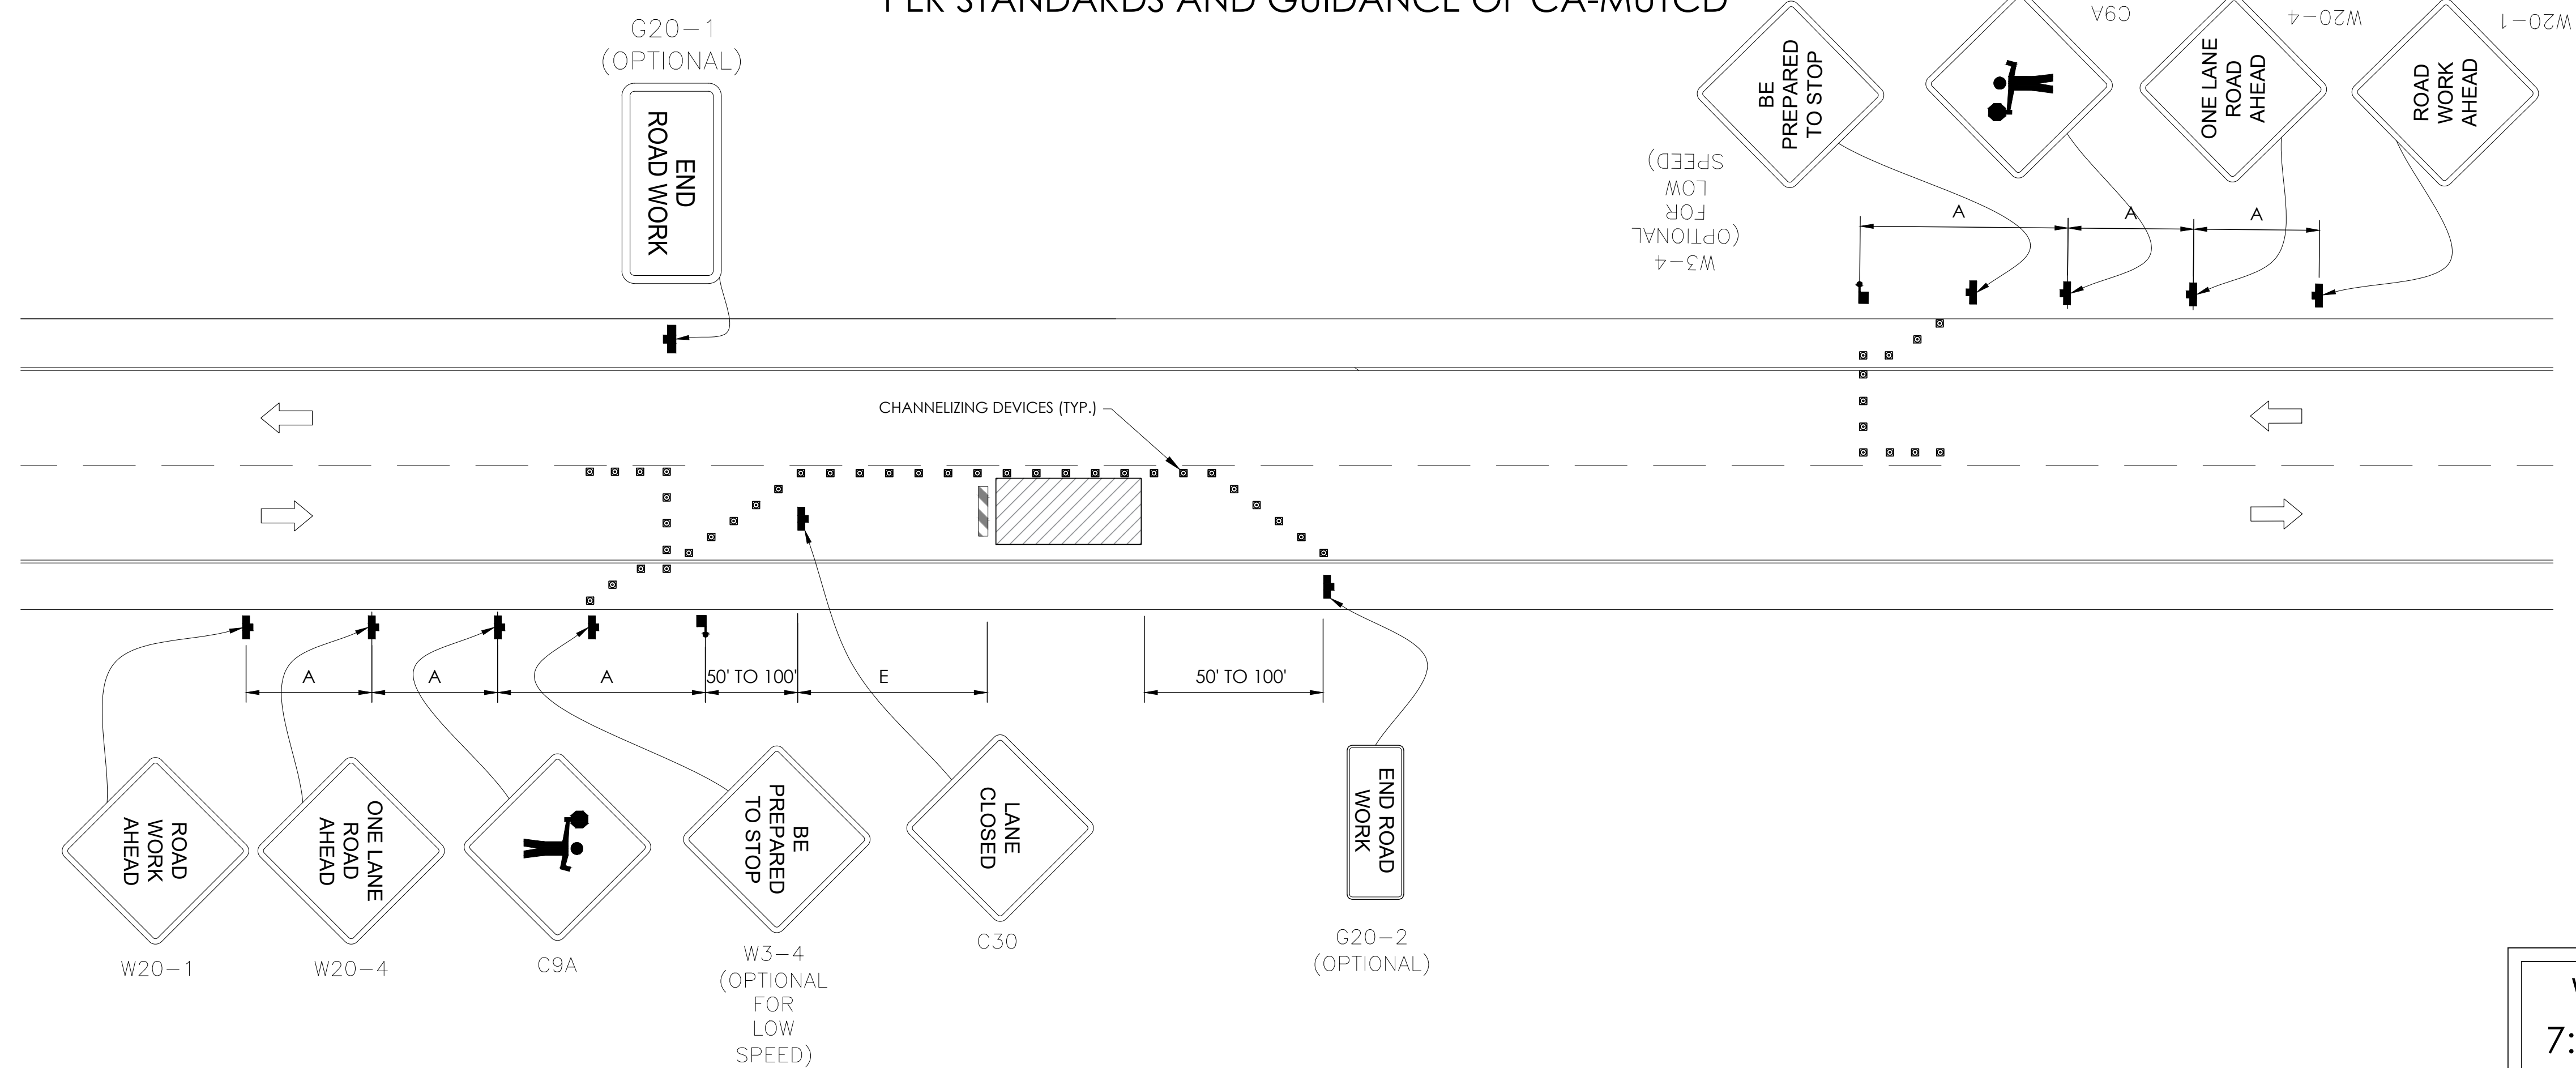 PER STANDARDS AND GUIDANCE OF CA-MUTCD
G20-1
(OPTIONAL)
END
ROAD WORK
C9A
W20-4
W20-1
BE
PREPARED
TO STOP
ONE LANE
ROAD
AHEAD
ROAD
WORK
AHEAD
W3-4
(OPTIONAL
FOR
LOW
SPEED)
A
A
A
CHANNELIZING DEVICES (TYP.)
A
A
A
50' TO 100'
E
50' TO 100'
ROAD
WORK
AHEAD
W20-1
ONE LANE
ROAD
AHEAD
W20-4
C9A
BE
PREPARED
TO STOP
W3-4
(OPTIONAL
FOR
LOW
SPEED)
LANE
CLOSED
C30
END ROAD
WORK
G20-2
(OPTIONAL)
7: